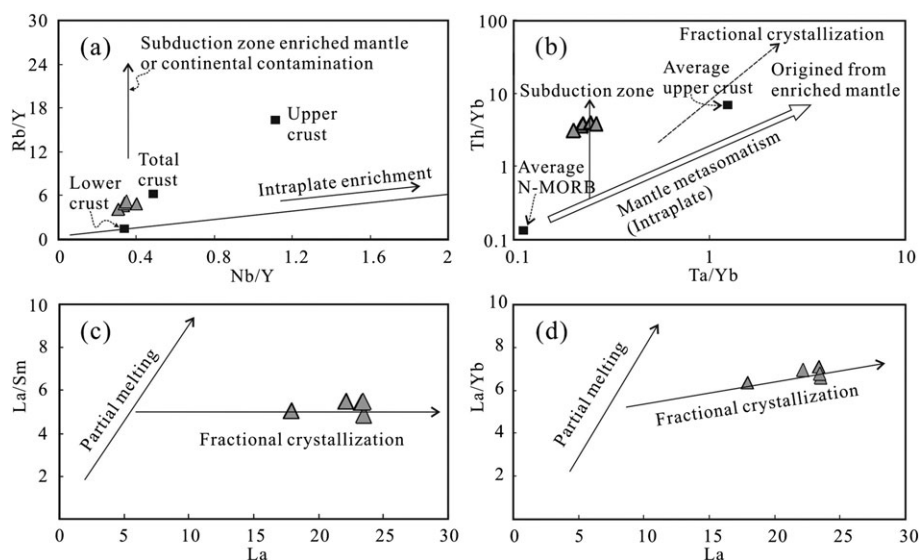 30
24
18
12
6
0
Rb/Y
(a)
Subduction zone enriched mantle
or continental contamination
Upper
crust
Total
crust
Lower
crust
Intraplate enrichment
0
0.4
0.8
1.2
1.6
2
Nb/Y
100
10
1
0.1
Th/Yb
(b)
Fractional crystallization
Average
upper crust
Origined from
enriched mantle
Subduction zone
Average
N-MORB
Mantle metasomatism
(Intraplate)
0.1
1
10
Ta/Yb
10
8
6
4
2
La/Sm
(c)
Partial melting
Fractional crystallization
0
5
10
15
20
25
30
La
10
8
6
4
2
0
La/Yb
(d)
Partial melting
Fractional crystallization
0
5
10
15
20
25
30
La